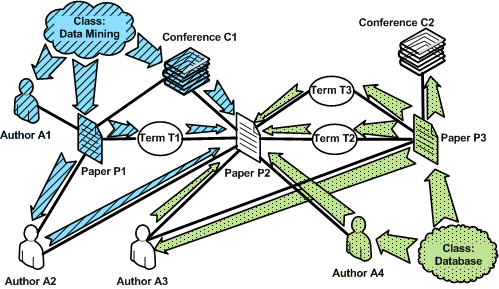 Class:
Data Mining
Conference C1
Conference C2
Term T3
Author A1
Term T1
Term T2
Paper P1
Paper P2
Paper P3
Author A2
Author A3
Author A4
Class:
Database